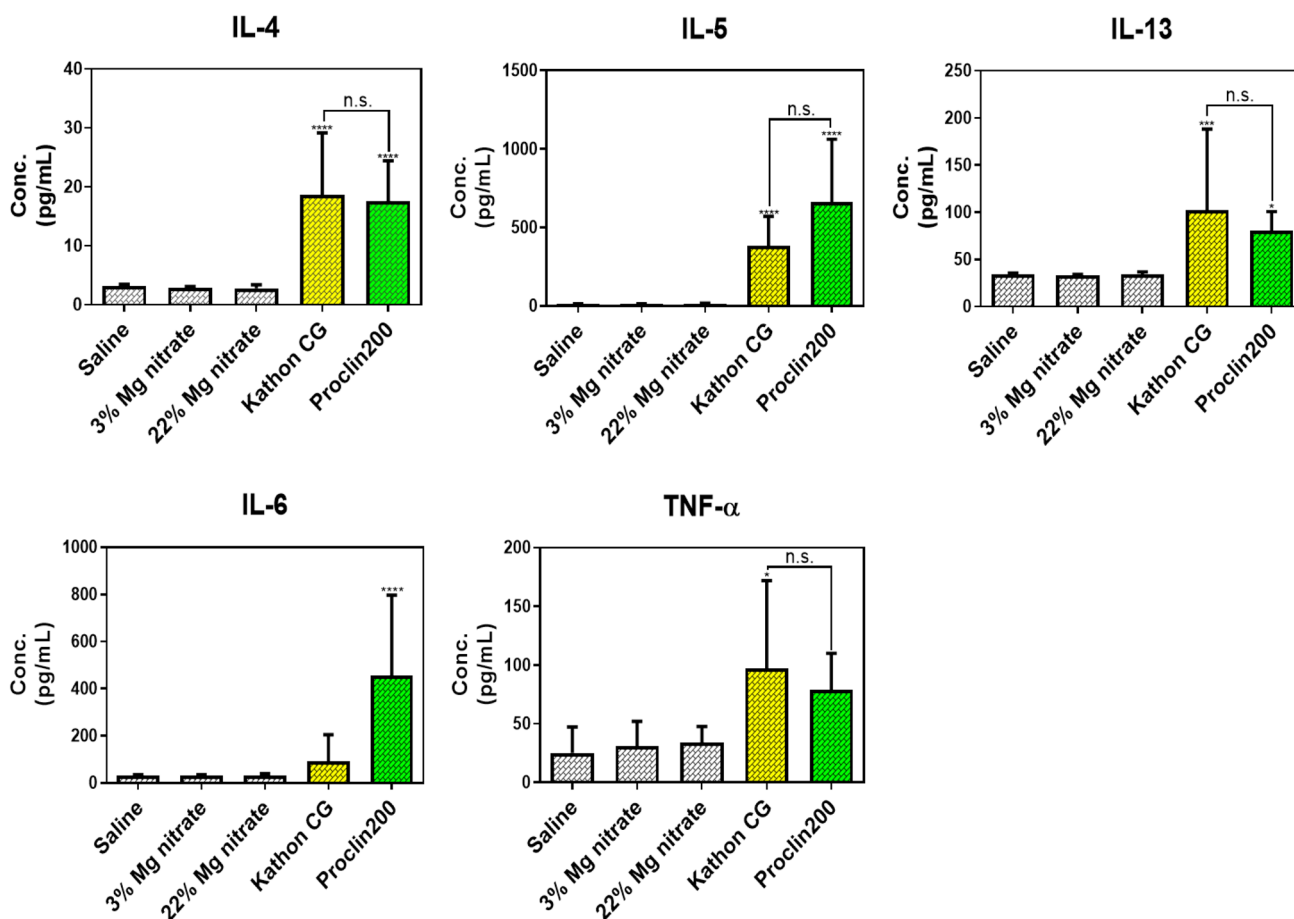 IL-4
40
30
20
10
0
Conc.
(pg/mL)
n.s.
****
****
Saline
3% Mg nitrate
22% Mg nitrate
Kathon CG
Proclin200
IL-5
1500
1000
500
0
Conc.
(pg/mL)
n.s.
****
****
Saline
3% Mg nitrate
22% Mg nitrate
Kathon CG
Proclin200
IL-13
250
200
150
100
50
0
Conc.
(pg/mL)
n.s.
***
*
Saline
3% Mg nitrate
22% Mg nitrate
Kathon CG
Proclin200
IL-6
1000
800
600
400
200
0
Conc.
(pg/mL)
****
Saline
3% Mg nitrate
22% Mg nitrate
Kathon CG
Proclin200
TNF-α
200
150
100
50
0
Conc.
(pg/mL)
n.s.
*
Saline
3% Mg nitrate
22% Mg nitrate
Kathon CG
Proclin200